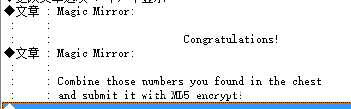 ◆文章 : Magic Mirror:
: :
: : Congratulations!
◆文章 : Magic Mirror:
: :
: : Combine those numbers you found in the chest
: : and submit it with MD5 encrypt!